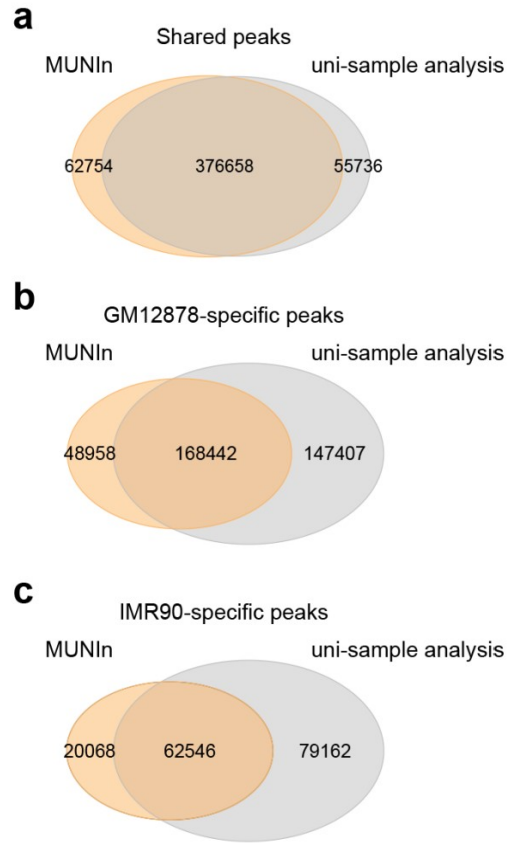 a
Shared peaks
MUNIn uni-sample analysis
62754 376658 55736
b
GM12878-specific peaks
MUNIn uni-sample analysis
48958 168442 147407
c
IMR90-specific peaks
MUNIn uni-sample analysis
20068 62546 79162